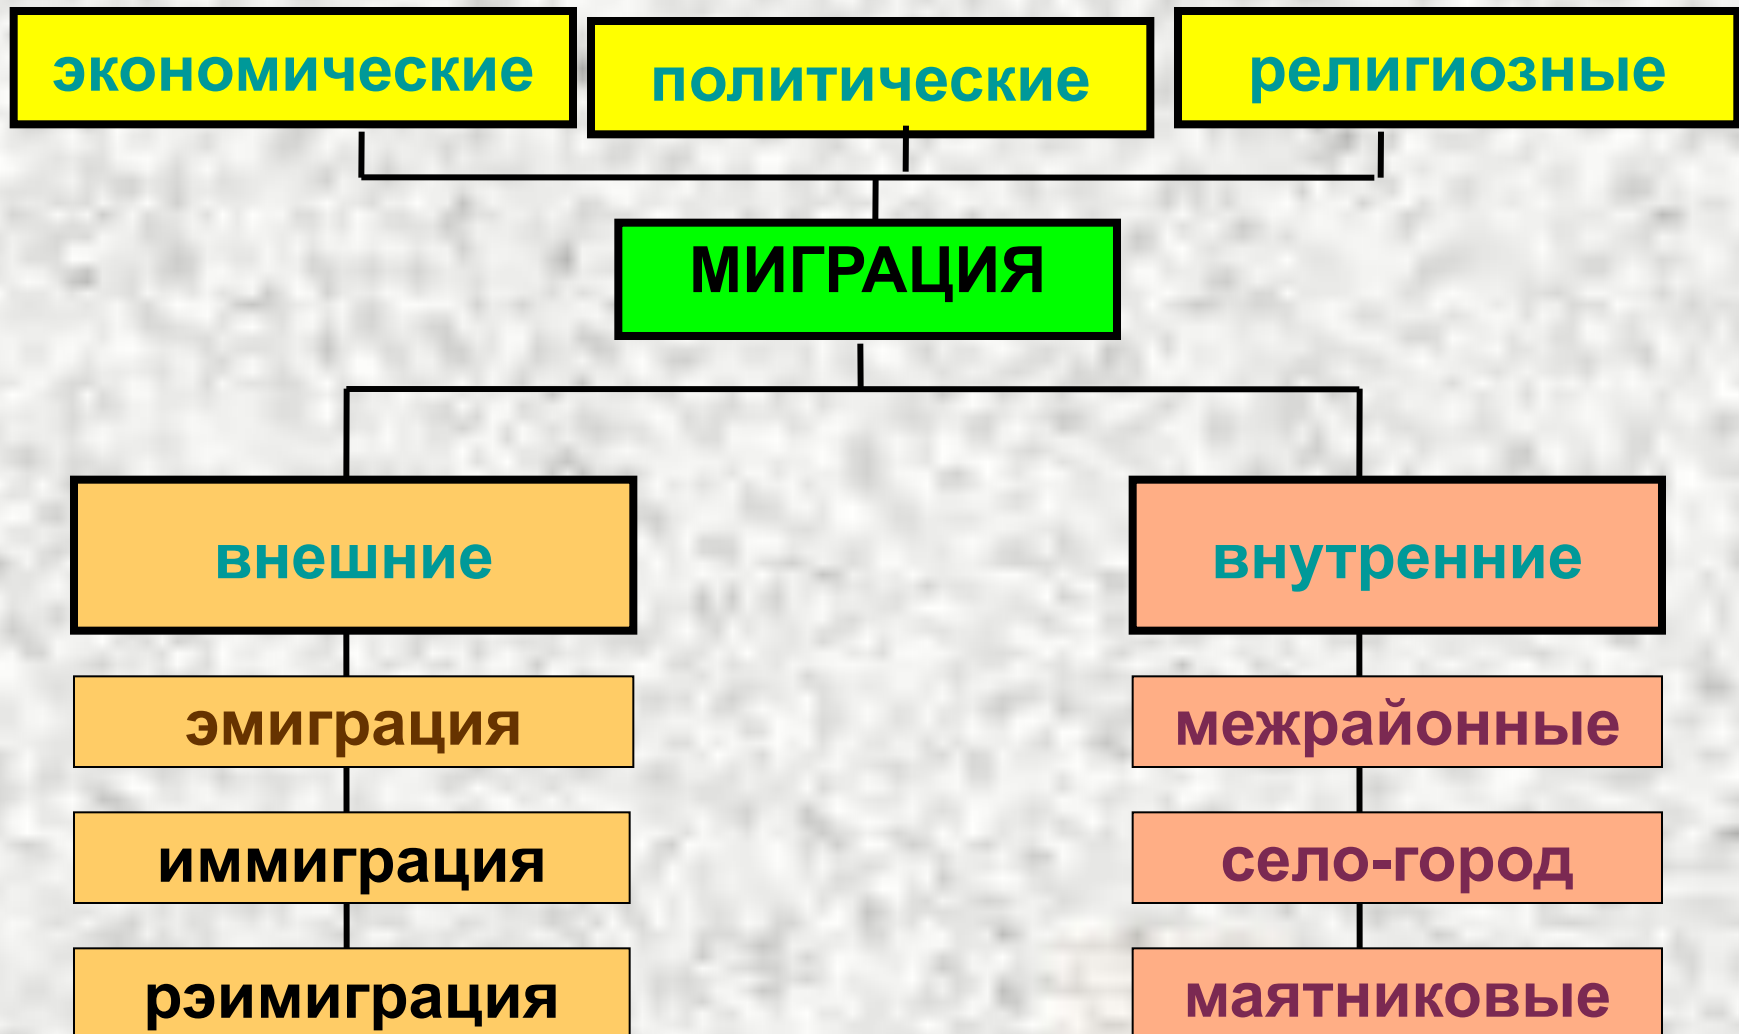 экономические
политические
религиозные
МИГРАЦИЯ
внешние
внутренние
эмиграция
межрайонные
иммиграция
село-город
рэимиграция
маятниковые